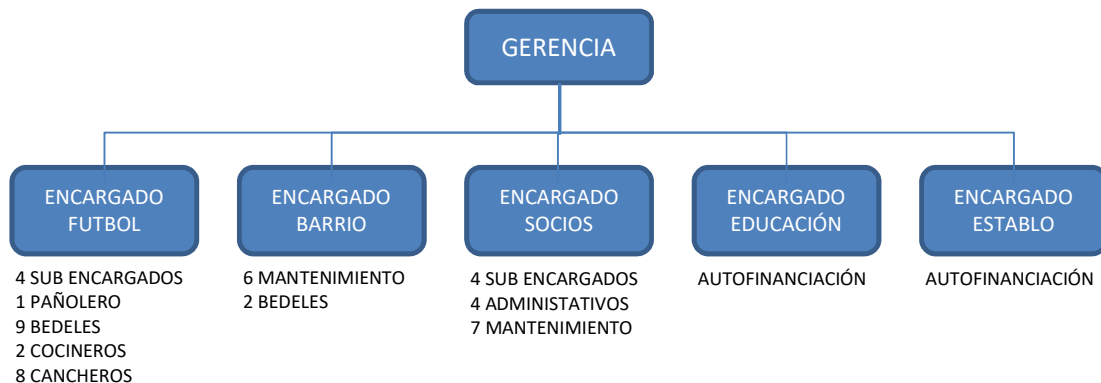 GERENCIA
ENCARGADO
FUTBOL
ENCARGADO
BARRIO
ENCARGADO
SOCIOS
ENCARGADO
EDUCACIÓN
ENCARGADO
ESTABLO
4 SUB ENCARGADOS
1 PAÑOLERO
9 BEDELES
2 COCINEROS
8 CANCHEROS
6 MANTENIMIENTO
2 BEDELES
4 SUB ENCARGADOS
4 ADMINISTATIVOS
7 MANTENIMIENTO
AUTOFINANCIACIÓN
AUTOFINANCIACIÓN